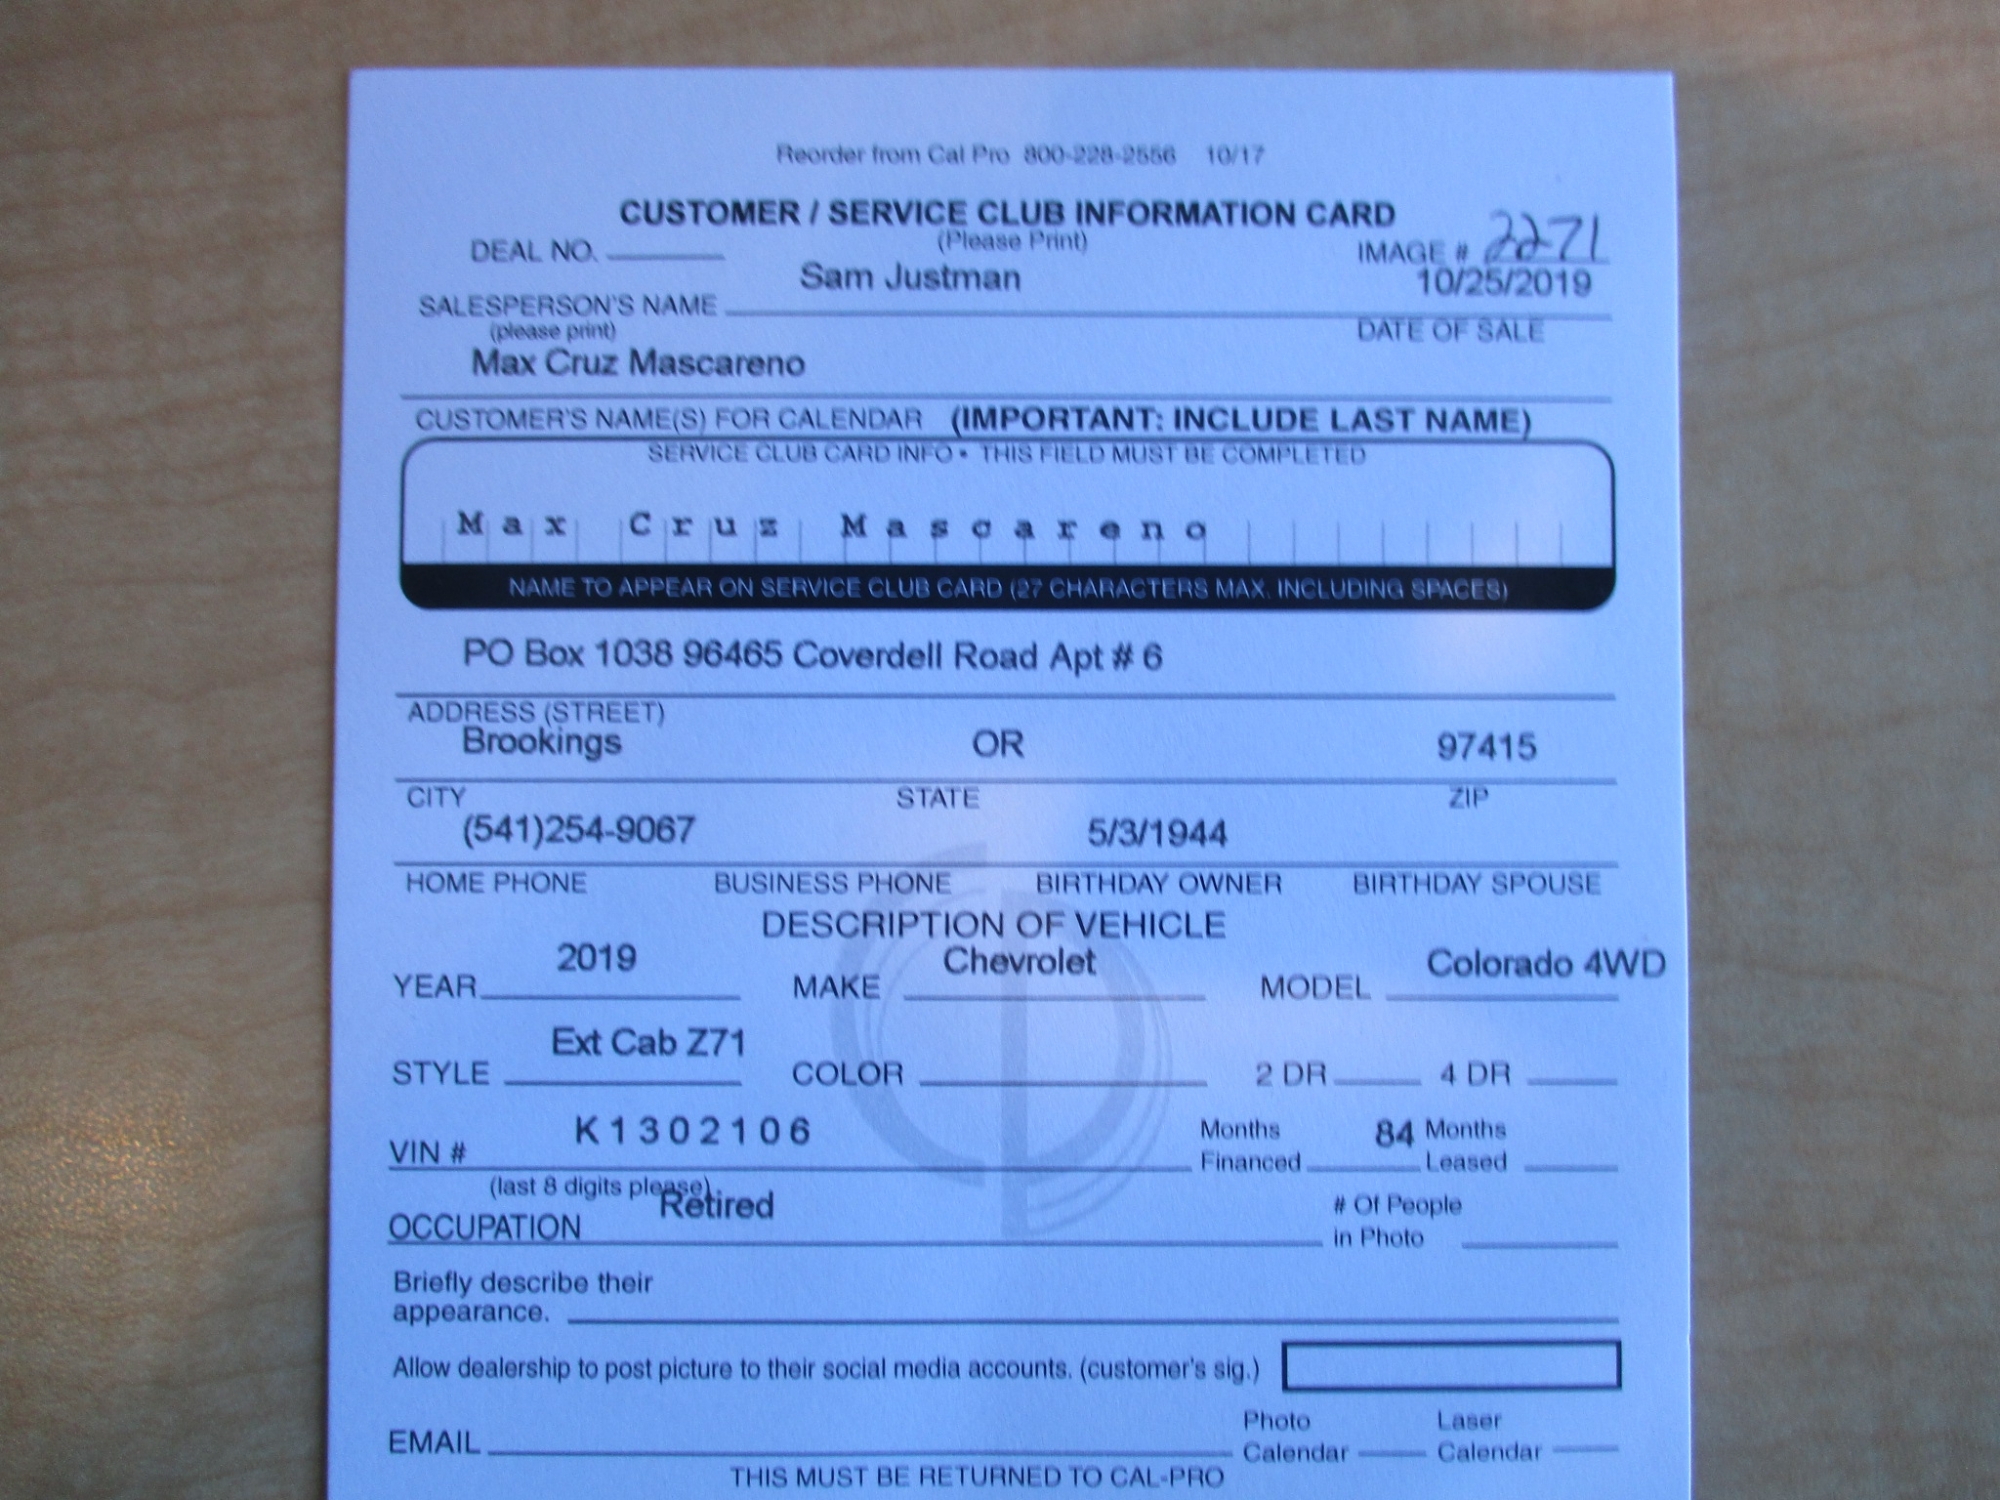 Reorder from Cal Pro 800-228-2556 10/17
CUSTOMER / SERVICE CLUB INFORMATION CARD
(Please Print)
DEAL NO.
IMAGE # 2271
Sam Justman
10/25/2019
SALESPERSON'S NAME
(please print)
DATE OF SALE
Max Cruz Mascareno
CUSTOMER'S NAME(S) FOR CALENDAR (IMPORTANT: INCLUDE LAST NAME)
SERVICE CLUB CARD INFO • THIS FIELD MUST BE COMPLETED
Max Cruz Mascareno
NAME TO APPEAR ON SERVICE CLUB CARD (27 CHARACTERS MAX. INCLUDING SPACES)
PO Box 1038 96465 Coverdell Road Apt # 6
ADDRESS (STREET)
Brookings OR 97415
CITY STATE ZIP
(541)254-9067 5/3/1944
HOME PHONE BUSINESS PHONE BIRTHDAY OWNER BIRTHDAY SPOUSE
DESCRIPTION OF VEHICLE
YEAR 2019 MAKE Chevrolet MODEL Colorado 4WD
STYLE Ext Cab Z71 COLOR 2 DR 4 DR
VIN # K1302106 Months Financed 84 Months Leased
(last 8 digits please)
OCCUPATION Retired # Of People in Photo
Briefly describe their
appearance.
Allow dealership to post picture to their social media accounts. (customer's sig.)
EMAIL Photo Calendar Laser Calendar
THIS MUST BE RETURNED TO CAL-PRO